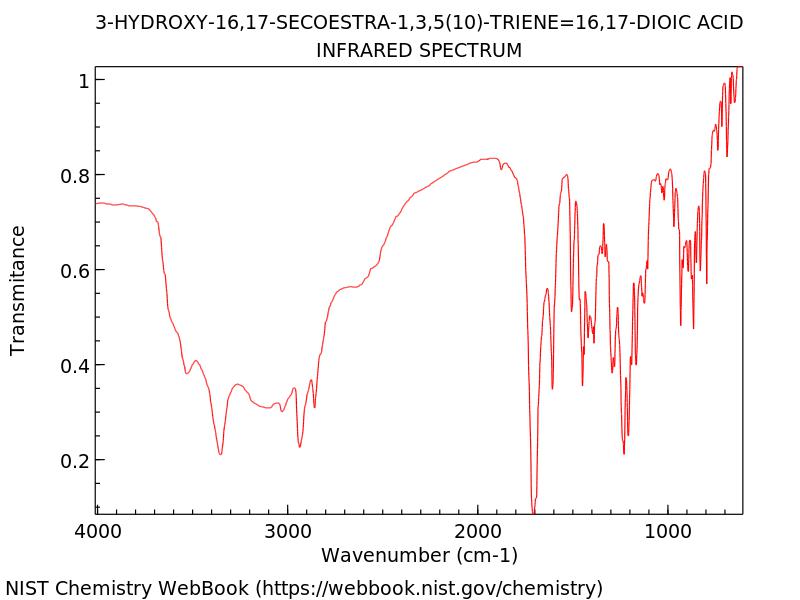 3-HYDROXY-16,17-SECOESTRA-1,3,5(10)-TRIENE=16,17-DIOIC ACID
INFRARED SPECTRUM
1
0.8
0.6
0.4
0.2
Transmitance
4000 3000 2000 1000
Wavenumber (cm-1)
NIST Chemistry WebBook (https://webbook.nist.gov/chemistry)